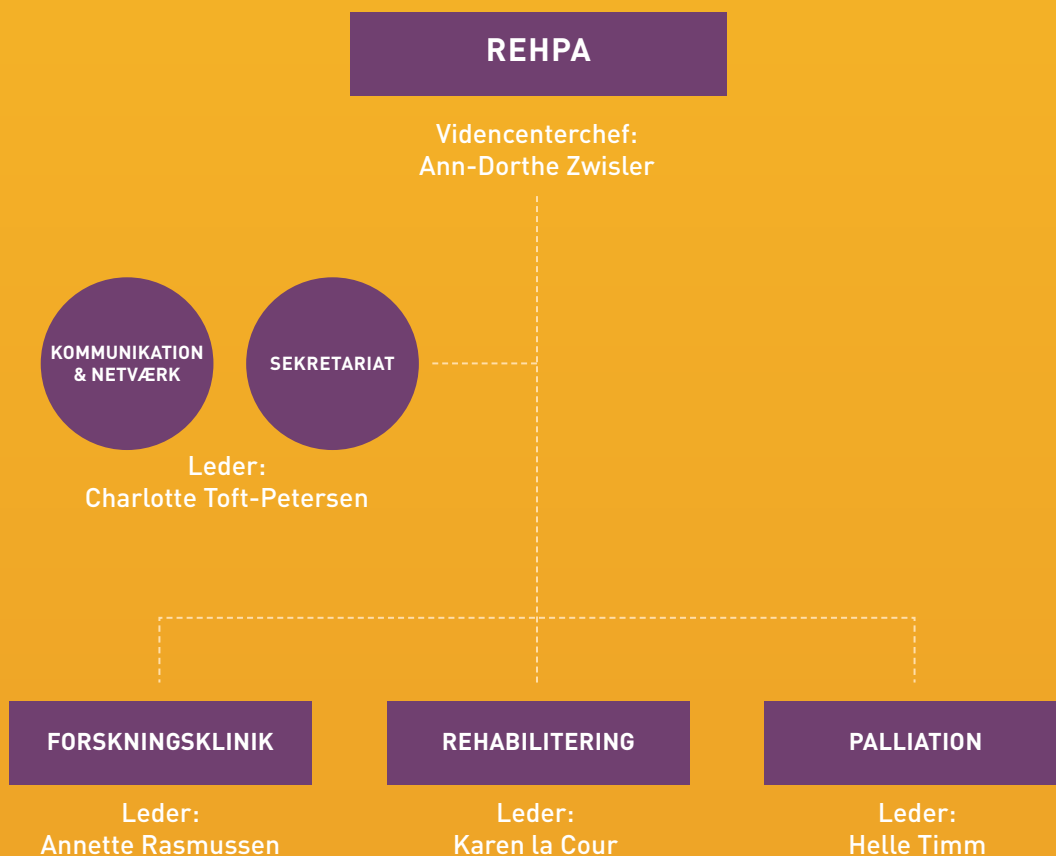 REHPA
Videncenterchef:
Ann-Dorthe Zwisler
KOMMUNIKATION
& NETVÆRK
SEKRETARIAT
Leder:
Charlotte Toft-Petersen
FORSKNINGSKLINIK
Leder:
Annette Rasmussen
REHABILITERING
Leder:
Karen la Cour
PALLIATION
Leder:
Helle Timm